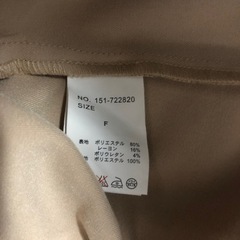 NO. 151-722820
SIZE
F
表地 ポリエステル 80%
レーヨン 16%
ポリウレタン 4%
裏地 ポリエステル 100%